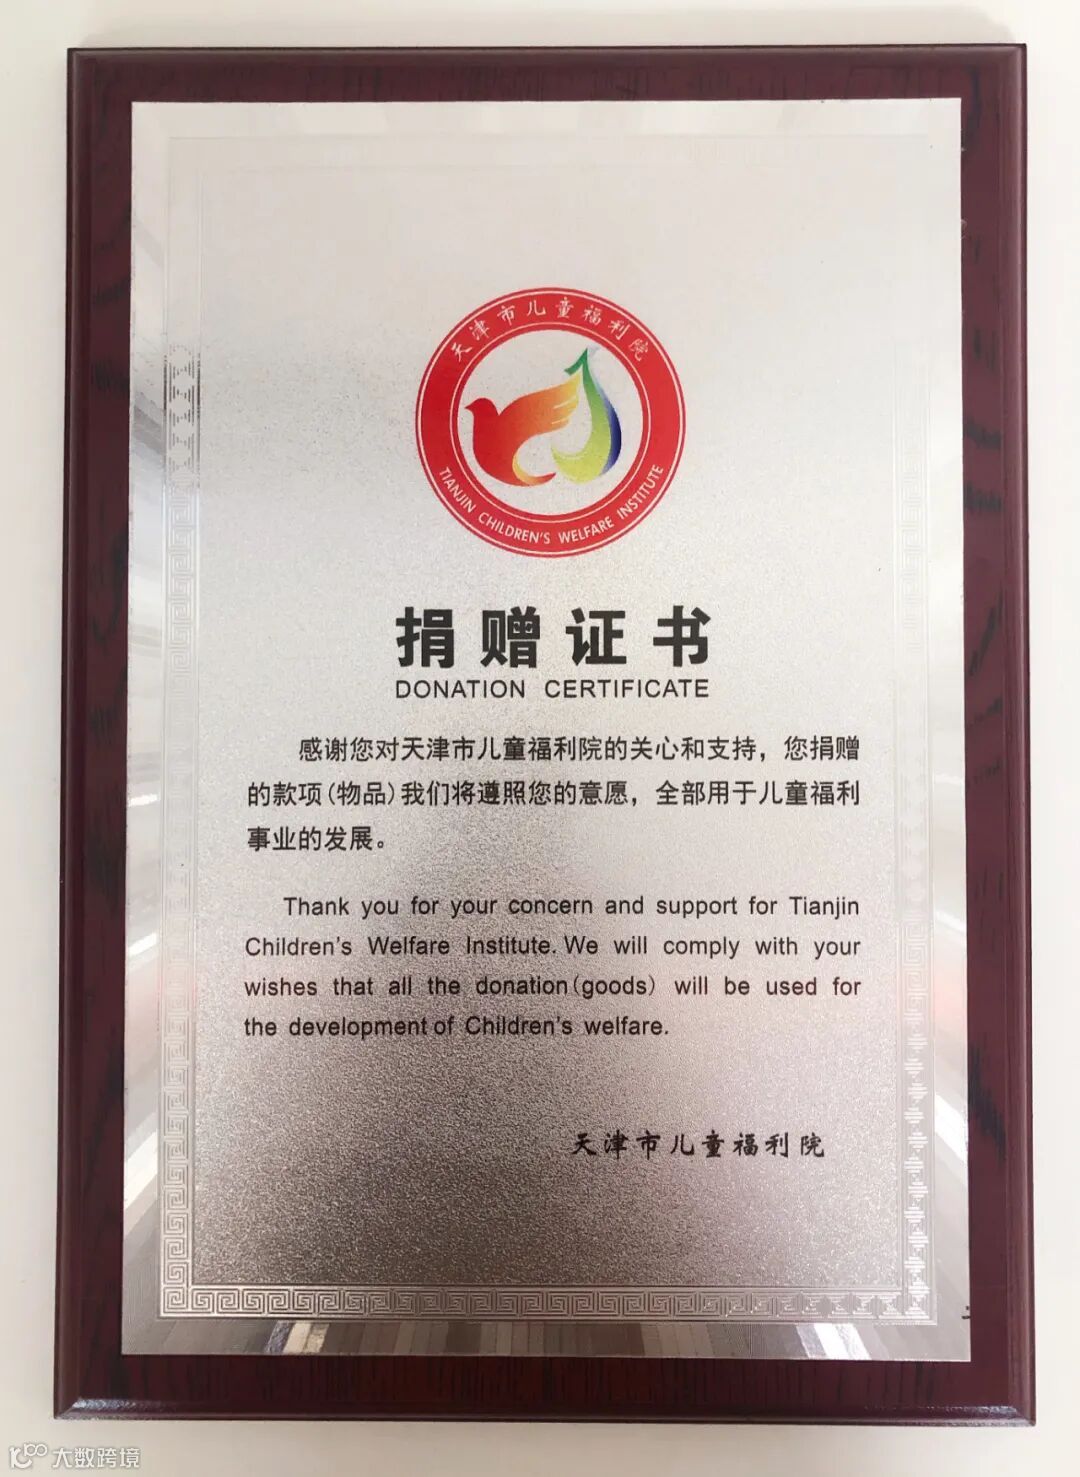 天津市儿童福利院
TIANJIN CHILDREN'S WELFARE INSTITUTE
捐赠证书
DONATION CERTIFICATE
感谢您对天津市儿童福利院的关心和支持，您捐赠
的款项(物品)我们将遵照您的意愿，全部用于儿童福利
事业的发展。
Thank you for your concern and support for Tianjin
Children's Welfare Institute. We will comply with your
wishes that all the donation(goods) will be used for
the development of Children's welfare.
天津市儿童福利院
大数跨境